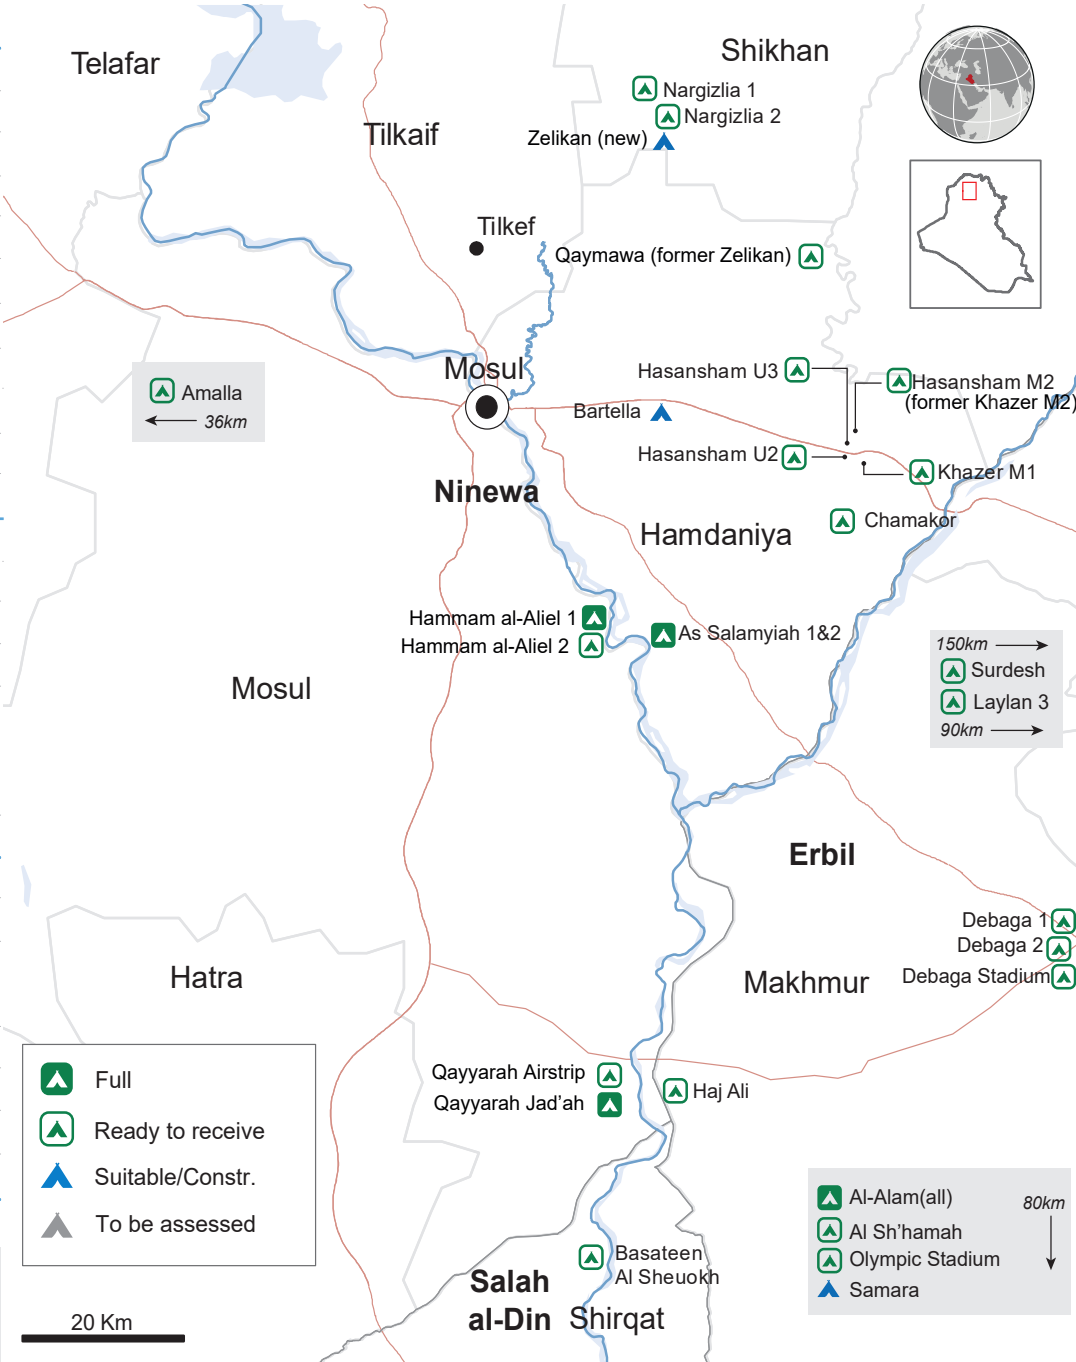 Telafar
Shikhan
Nargizlia 1
Nargizlia 2
Tilkaif
Zelikan (new)
Tilkef
Qaymawa (former Zelikan)
Mosul
Hasansham U3
Hasansham M2
(former Khazer M2)
Amalla
36km
Bartella
Hasansham U2
Khazer M1
Ninewa
Chamakor
Hamdaniya
Hammam al-Aliel 1
Hammam al-Aliel 2
As Salamyiah 1&2
150km
Surdesh
Laylan 3
90km
Mosul
Erbil
Debaga 1
Debaga 2
Debaga Stadium
Hatra
Makhmur
Qayyarah Airstrip
Qayyarah Jad'ah
Haj Ali
Full
Ready to receive
Suitable/Constr.
To be assessed
Al-Alam(all)
80km
Al Sh'hamah
Olympic Stadium
Samara
Basateen
Al Sheuokh
Salah
al-Din
Shirqat
20 Km